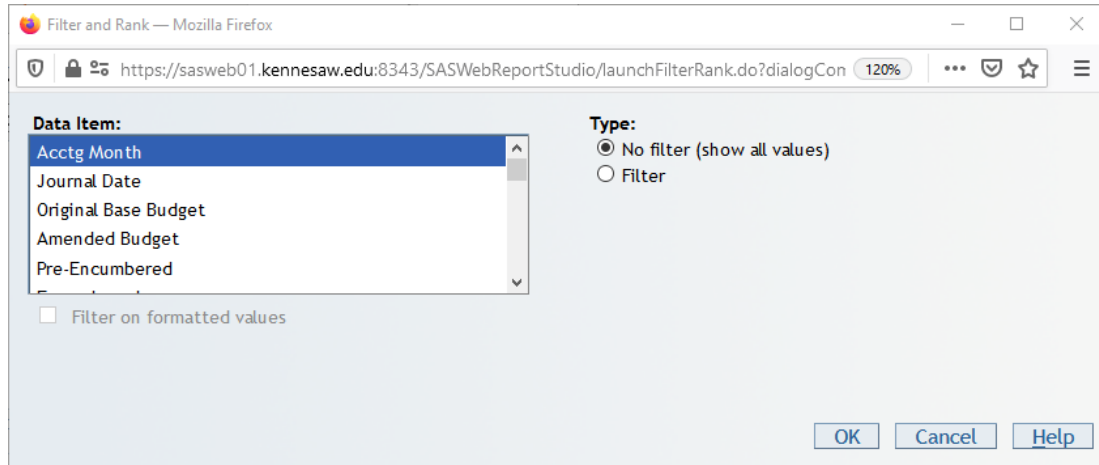 Filter and Rank — Mozilla Firefox
https://sasweb01.kennesaw.edu:8343/SASWebReportStudio/launchFilterRank.do?dialogCon 120%
Data Item:
Acctg Month
Journal Date
Original Base Budget
Amended Budget
Pre-Encumbered
Filter on formatted values
Type:
No filter (show all values)
Filter
OK Cancel Help